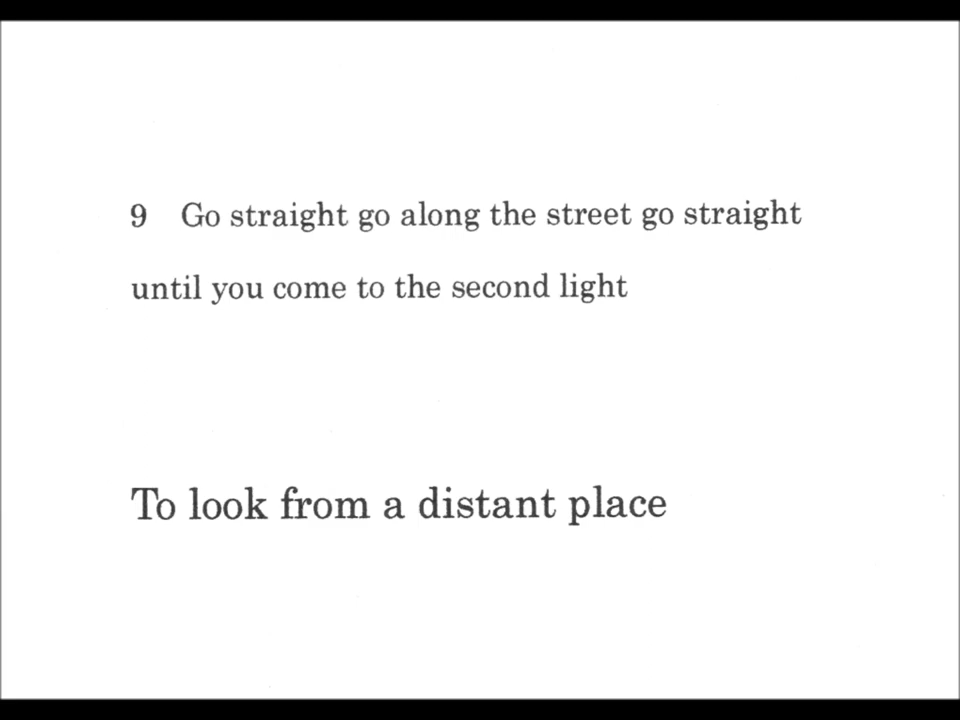 9 Go straight go along the street go straight
until you come to the second light
To look from a distant place